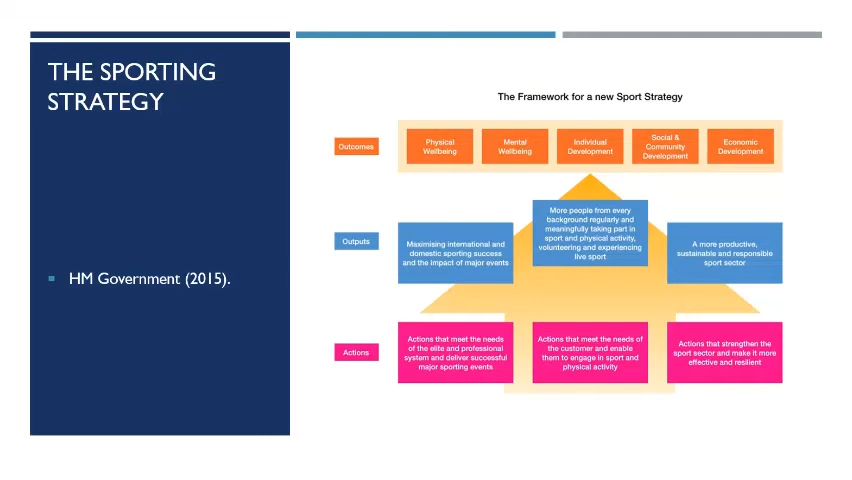 THE SPORTING
STRATEGY
HM Government (2015).
The Framework for a new Sport Strategy
Outcomes
Physical
Wellbeing
Mental
Wellbeing
Individual
Development
Social &
Community
Development
Economic
Development
Outputs
Maximising international and
domestic sporting success
and the impact of major events
More people from every
background regularly and
meaningfully taking part in
sport and physical activity,
volunteering and experiencing
live sport
A more productive,
sustainable and responsible
sport sector
Actions
Actions that meet the needs
of the elite and professional
system and deliver successful
major sporting events
Actions that meet the needs of
the customer and enable
them to engage in sport and
physical activity
Actions that strengthen the
sport sector and make it more
effective and resilient